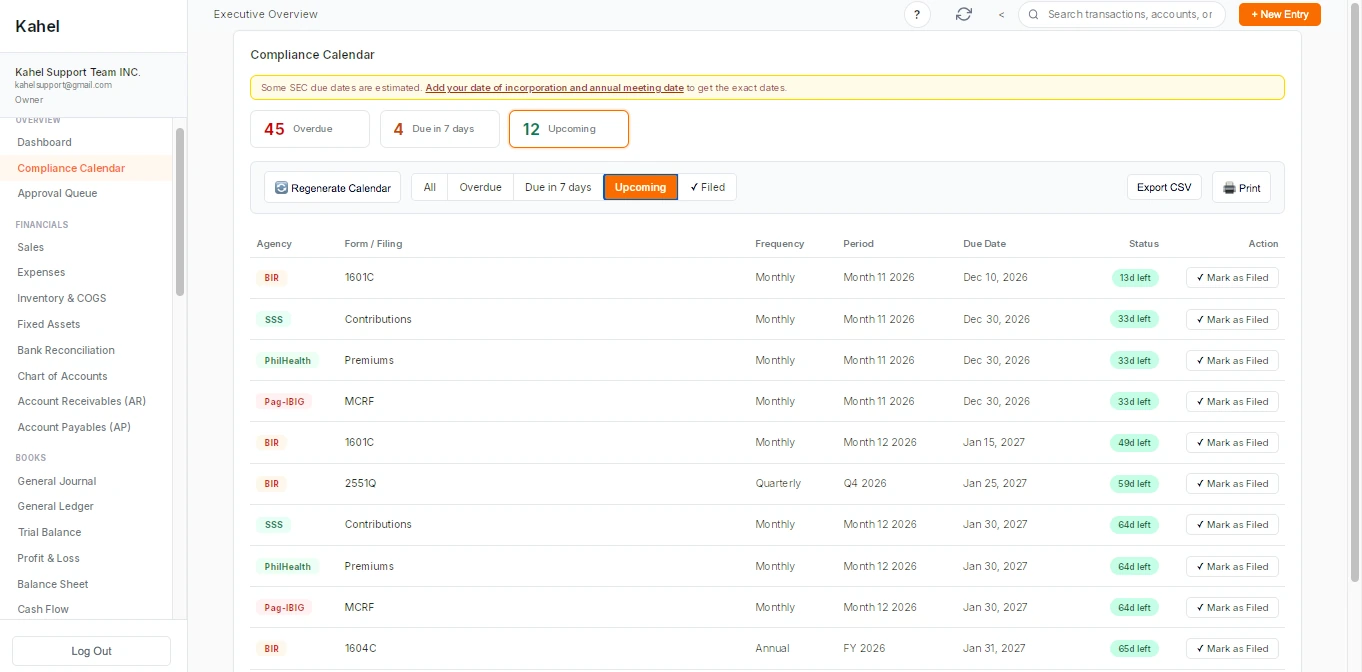 Kahel
Executive Overview
?
<
Search transactions, accounts, or
+ New Entry
Kahel Support Team INC.
kahelsupport@gmail.com
Owner
OVERVIEW
Dashboard
Compliance Calendar
Approval Queue
FINANCIALS
Sales
Expenses
Inventory & COGS
Fixed Assets
Bank Reconciliation
Chart of Accounts
Account Receivables (AR)
Account Payables (AP)
BOOKS
General Journal
General Ledger
Trial Balance
Profit & Loss
Balance Sheet
Cash Flow
Log Out
Compliance Calendar
Some SEC due dates are estimated. Add your date of incorporation and annual meeting date to get the exact dates.
45 Overdue
4 Due in 7 days
12 Upcoming
Regenerate Calendar
All
Overdue
Due in 7 days
Upcoming
✓ Filed
Export CSV
Print
Agency Form / Filing Frequency Period Due Date Status Action
BIR 1601C Monthly Month 11 2026 Dec 10, 2026 13d left ✓ Mark as Filed
SSS Contributions Monthly Month 11 2026 Dec 30, 2026 33d left ✓ Mark as Filed
PhilHealth Premiums Monthly Month 11 2026 Dec 30, 2026 33d left ✓ Mark as Filed
Pag-IBIG MCRF Monthly Month 11 2026 Dec 30, 2026 33d left ✓ Mark as Filed
BIR 1601C Monthly Month 12 2026 Jan 15, 2027 49d left ✓ Mark as Filed
BIR 2551Q Quarterly Q4 2026 Jan 25, 2027 59d left ✓ Mark as Filed
SSS Contributions Monthly Month 12 2026 Jan 30, 2027 64d left ✓ Mark as Filed
PhilHealth Premiums Monthly Month 12 2026 Jan 30, 2027 64d left ✓ Mark as Filed
Pag-IBIG MCRF Monthly Month 12 2026 Jan 30, 2027 64d left ✓ Mark as Filed
BIR 1604C Annual FY 2026 Jan 31, 2027 65d left ✓ Mark as Filed